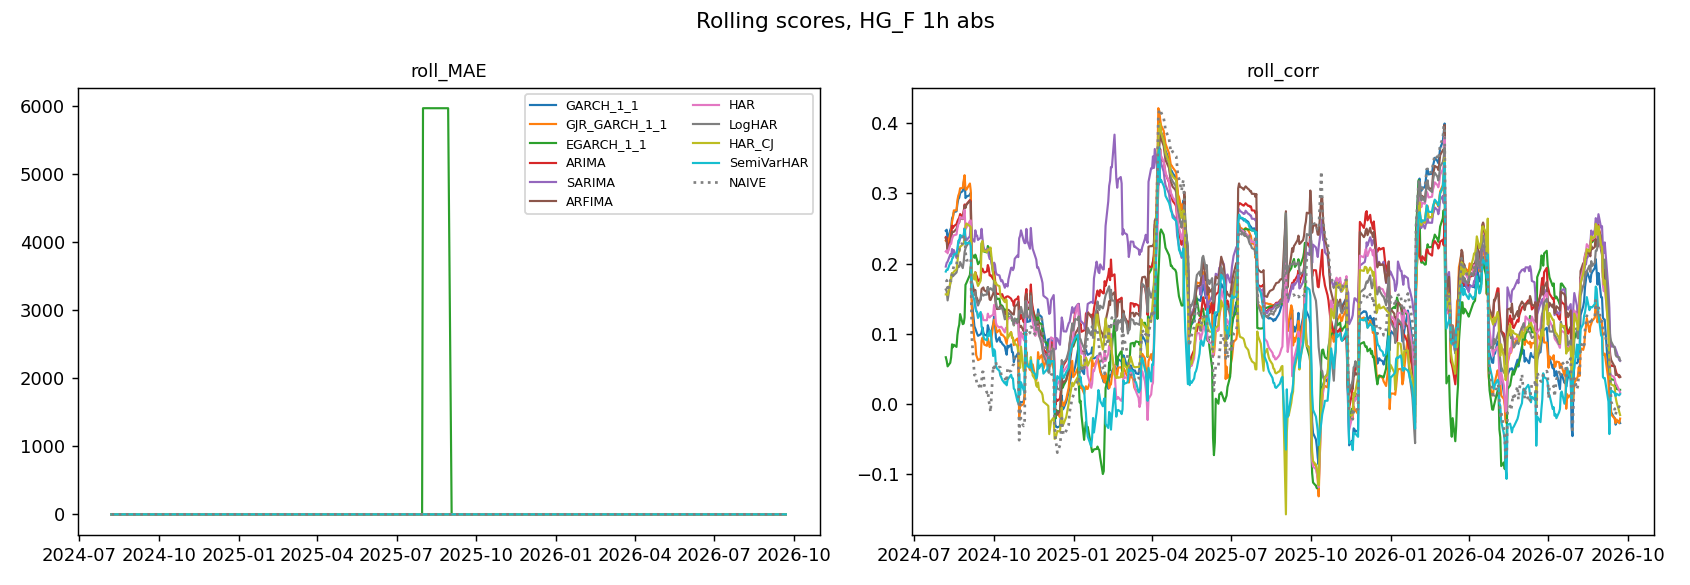 Rolling scores, HG_F 1h abs
roll_MAE
6000
5000
4000
3000
2000
1000
0
2024-07 2024-10 2025-01 2025-04 2025-07 2025-10 2026-01 2026-04 2026-07 2026-10
GARCH_1_1
GJR_GARCH_1_1
EGARCH_1_1
ARIMA
SARIMA
ARFIMA
HAR
LogHAR
HAR_CJ
SemiVarHAR
NAIVE
roll_corr
0.4
0.3
0.2
0.1
0.0
−0.1
2024-07 2024-10 2025-01 2025-04 2025-07 2025-10 2026-01 2026-04 2026-07 2026-10